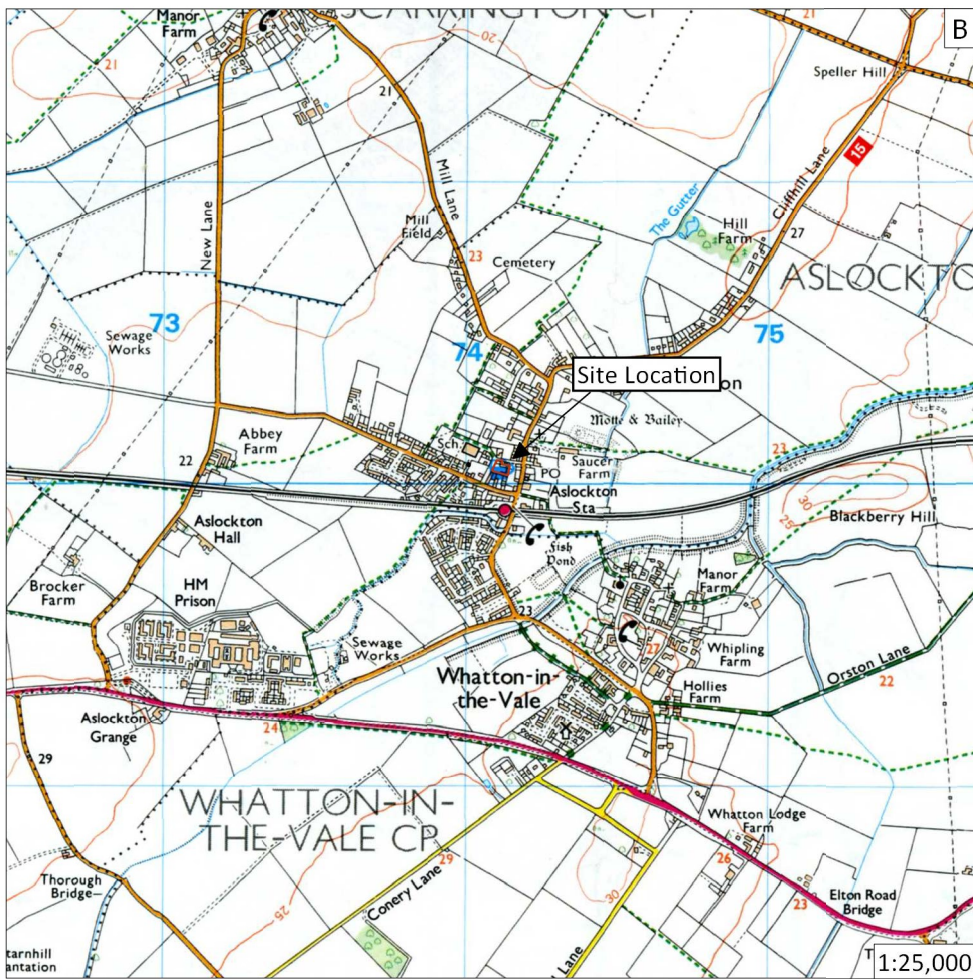 SCARRINGTON CP
B
Manor
Farm
21
20
21
21
Speller Hill
15
Cliffhill Lane
Mill Lane
New Lane
Mill
Field
23
Cemetery
The Gutter
Hill
Farm
27
ASLOCKTO
73
74
75
Sewage
Works
Site Location
on
Motte & Bailey
Abbey
Farm
Sch
22
PO
Saucer
Farm
23
Aslockton
Sta
30
25
Blackberry Hill
Aslockton
Hall
Fish
Pond
Brocker
Farm
HM
Prison
Manor
Farm
23
Sewage
Works
27
Whipling
Farm
Orston Lane
22
Whatton-in-
the-Vale
Hollies
Farm
Aslockton
Grange
24
29
WHATTON-IN-
THE-VALE CP
Whatton Lodge
Farm
29
26
Thorough
Bridge
25
Conery Lane
30
23
Elton Road
Bridge
tarnhill
antation
Lane
T
1:25,000